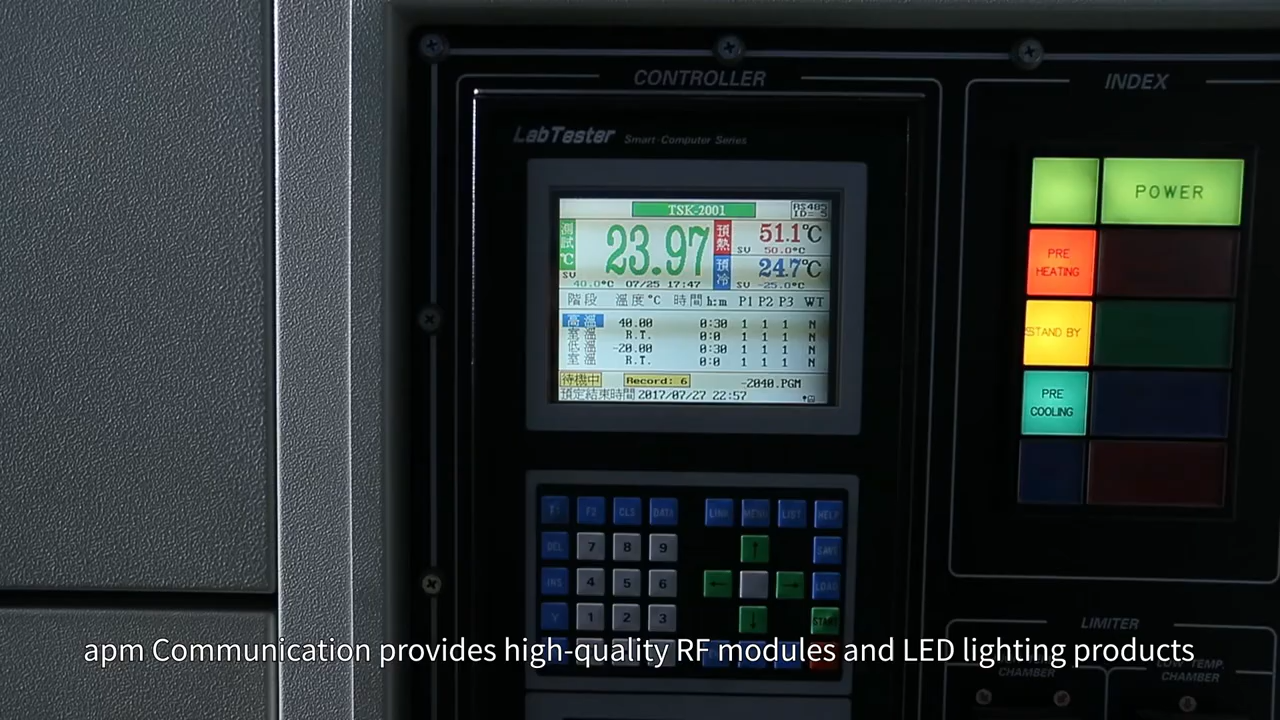 CONTROLLER
INDEX
LabTester Smart-Computer Series
TSK-2001
RS485
ID= 5
測試℃
23.97
SV
40.0°C 07/25 17:47
預熱
51.1℃
SV 50.0°C
預冷
24.7℃
SV -25.0°C
階段 溫度°C 時間 h:m P1 P2 P3 WT
高溫 40.00 0:30 1 1 1 N
室溫 R.T. 0:0 1 1 1 N
低溫 -20.00 0:30 1 1 1 N
室溫 R.T. 0:0 1 1 1 N
待機中 Record: 6 -2040.PGM
預定結束時間 2017/07/27 22:57
POWER
PRE
HEATING
STAND BY
PRE
COOLING
F2 CLS DATA LINK MENU LIST HELP
DEL 7 8 9 ↑ SAVE
INS 4 5 6 ← → LOAD
1 2 3 ↓ START
LIMITER
CHAMBER
LOW TEMP.
CHAMBER
apm Communication provides high-quality RF modules and LED lighting products